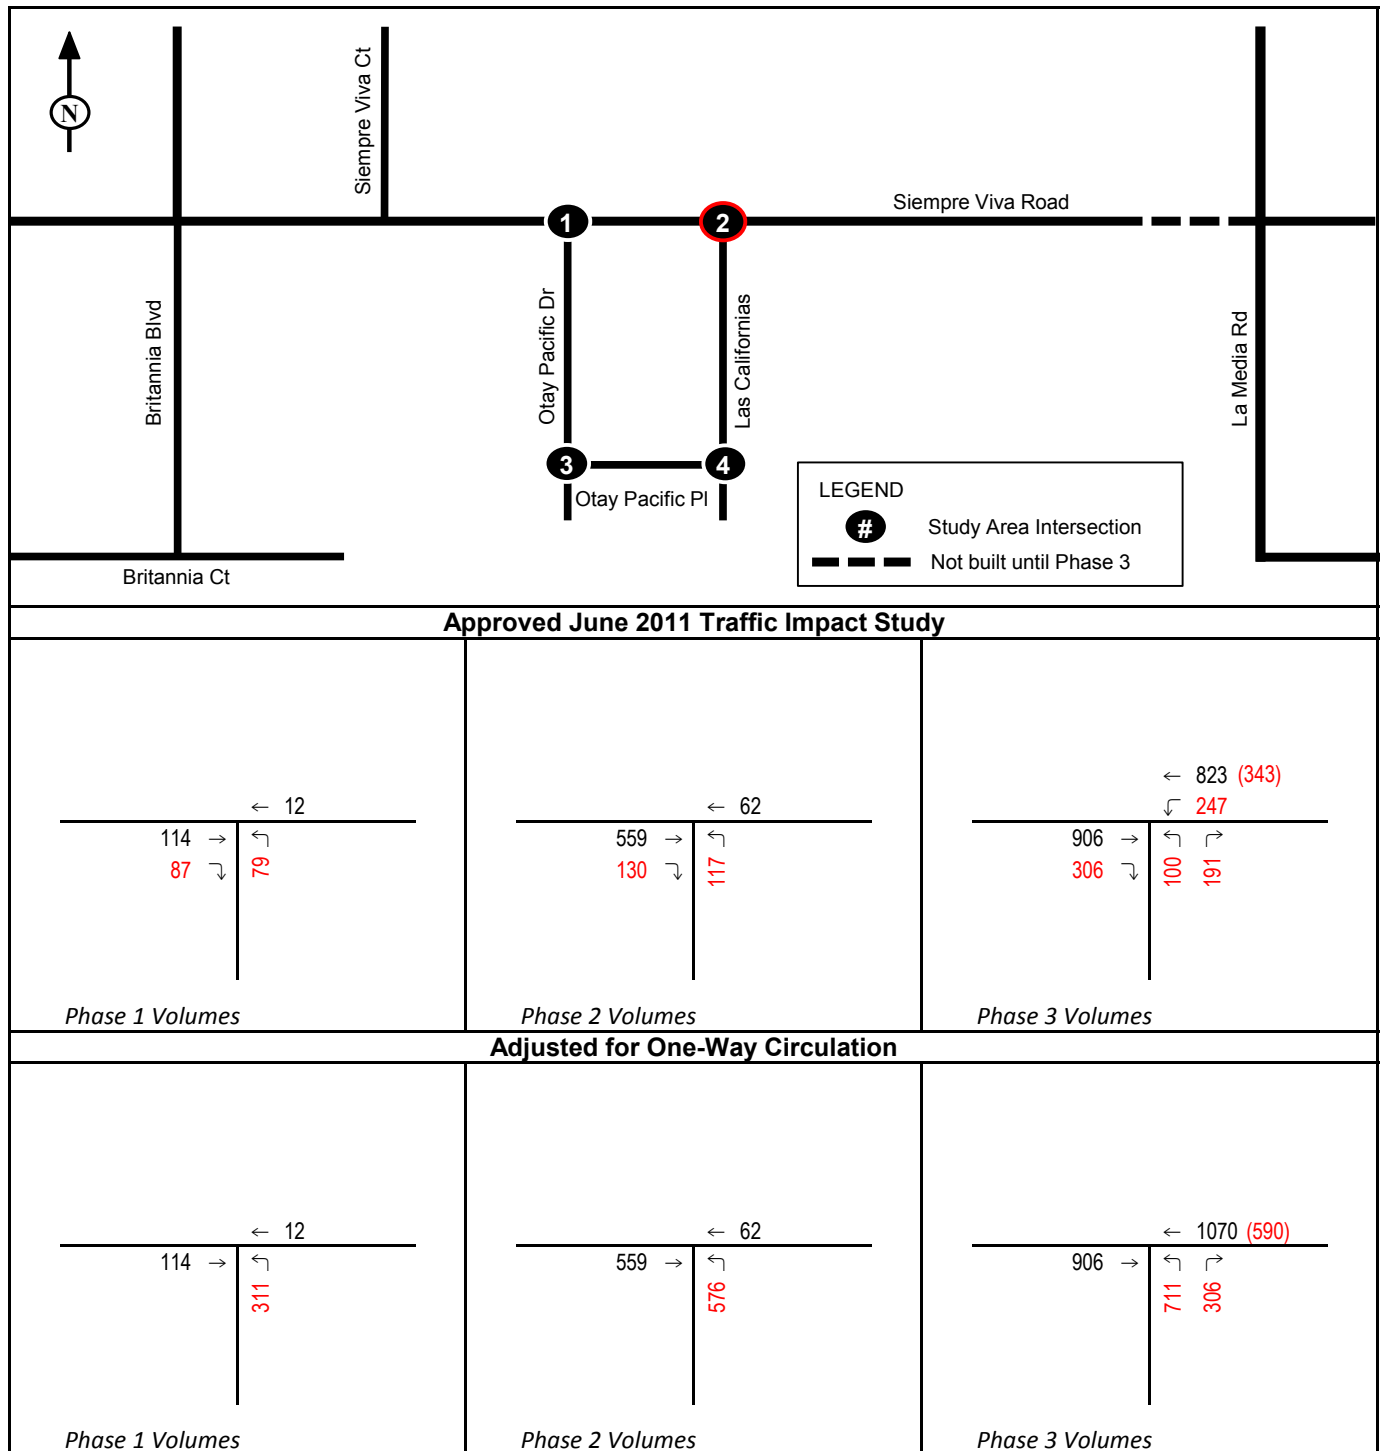 N
Siempre Viva Ct
Siempre Viva Road
1
2
Britannia Blvd
Otay Pacific Dr
Las Californias
La Media Rd
3
4
Otay Pacific Pl
LEGEND
# Study Area Intersection
Not built until Phase 3
Britannia Ct
Approved June 2011 Traffic Impact Study
← 12
114 →
87
79
Phase 1 Volumes
← 62
559 →
130
117
Phase 2 Volumes
← 823 (343)
247
906 →
306
100
191
Phase 3 Volumes
Adjusted for One-Way Circulation
← 12
114 →
311
Phase 1 Volumes
← 62
559 →
576
Phase 2 Volumes
← 1070 (590)
906 →
711
306
Phase 3 Volumes